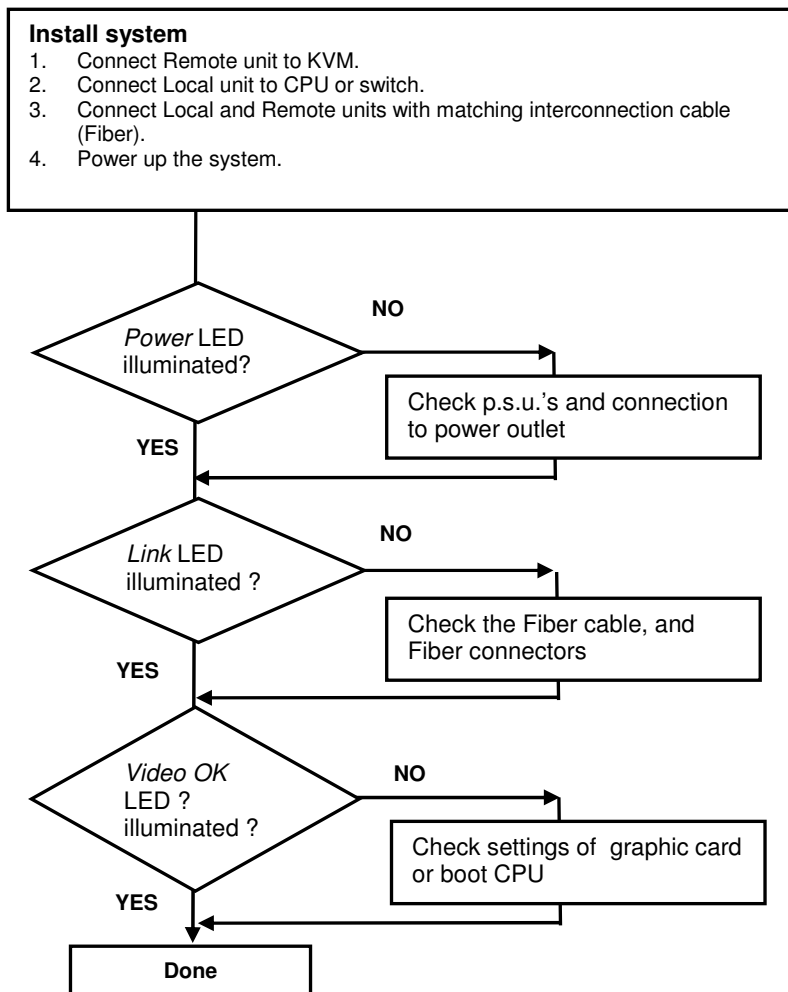 Install system
1. Connect Remote unit to KVM.
2. Connect Local unit to CPU or switch.
3. Connect Local and Remote units with matching interconnection cable
(Fiber).
4. Power up the system.
NO
Power LED
illuminated?
Check p.s.u.'s and connection
to power outlet
YES
NO
Link LED
illuminated ?
Check the Fiber cable, and
Fiber connectors
YES
Video OK
LED ?
illuminated ?
NO
Check settings of graphic card
or boot CPU
YES
Done